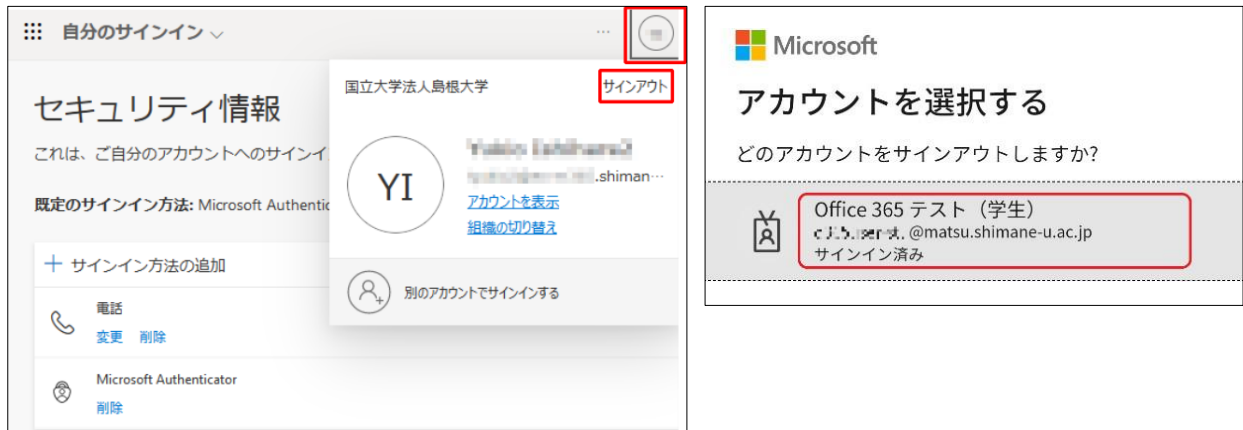 自分のサインイン
...
セキュリティ情報
これは、ご自分のアカウントへのサインイ
既定のサインイン方法: Microsoft Authentic
サインイン方法の追加
電話
変更 削除
Microsoft Authenticator
削除
国立大学法人島根大学 サインアウト
YI
.shiman…
アカウントを表示
組織の切り替え
別のアカウントでサインインする
Microsoft
アカウントを選択する
どのアカウントをサインアウトしますか?
Office 365 テスト（学生）
@matsu.shimane-u.ac.jp
サインイン済み